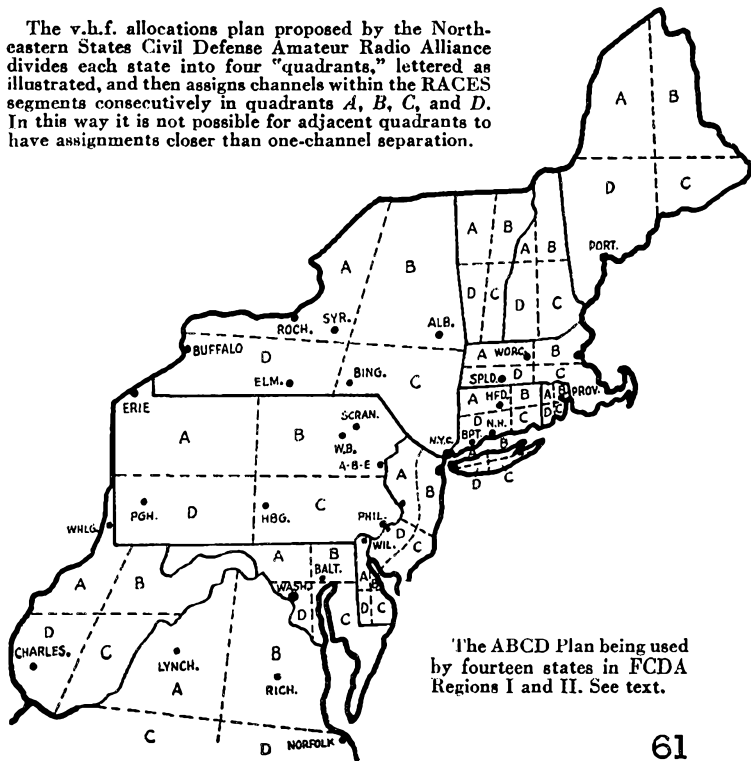 The v.h.f. allocations plan proposed by the North-
eastern States Civil Defense Amateur Radio Alliance
divides each state into four "quadrants," lettered as
illustrated, and then assigns channels within the RACES
segments consecutively in quadrants A, B, C, and D.
In this way it is not possible for adjacent quadrants to
have assignments closer than one-channel separation.
A B
D C
PORT.
A B
D C
A B
D C
A B
D C
ROCH.
SYR.
ALB.
BUFFALO
ELM.
BING.
A WORC. B
SPLD. D C
A HFD. B
D C
BPT. N.H.
A B
D C
PROV.
N.Y.C.
A B
D C
ERIE
A B
D C
SCRAN.
W.B.
A-B-E
PGH.
HBG.
PHIL.
WHLG.
A B
D C
WIL.
A B
D C
BALT.
WASH.
A B
D C
A B
D C
CHARLES.
LYNCH.
RICH.
A B
C D
NORFOLK
The ABCD Plan being used
by fourteen states in FCDA
Regions I and II. See text.
61